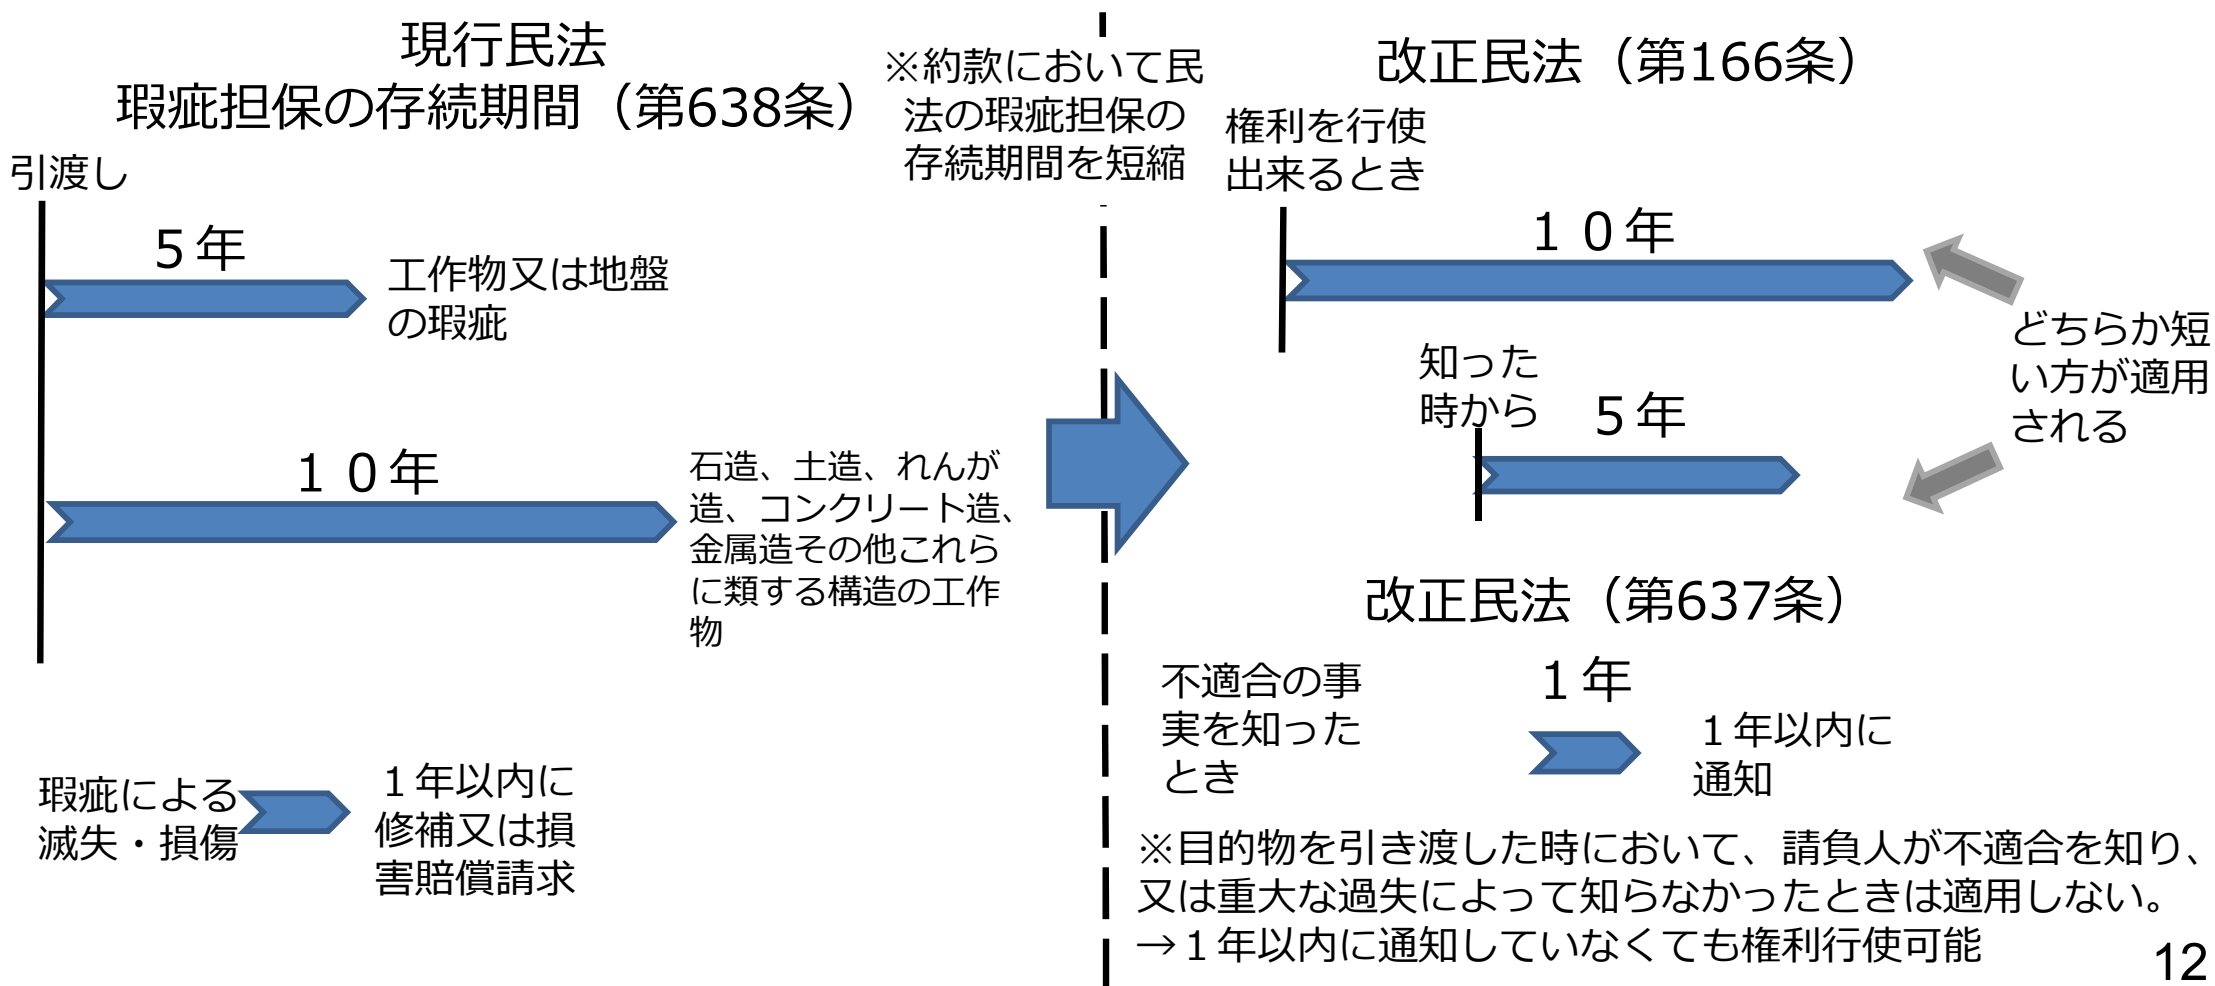 現行民法
瑕疵担保の存続期間（第638条）
引渡し
５年
工作物又は地盤
の瑕疵
１０年
石造、土造、れんが
造、コンクリート造、
金属造その他これら
に類する構造の工作
物
瑕疵による
滅失・損傷
１年以内に
修補又は損
害賠償請求
※約款において民
法の瑕疵担保の
存続期間を短縮
改正民法（第166条）
権利を行使
出来るとき
１０年
知った
時から
５年
どちらか短
い方が適用
される
改正民法（第637条）
不適合の事
実を知った
とき
１年
１年以内に
通知
※目的物を引き渡した時において、請負人が不適合を知り、
又は重大な過失によって知らなかったときは適用しない。
→１年以内に通知していなくても権利行使可能
12